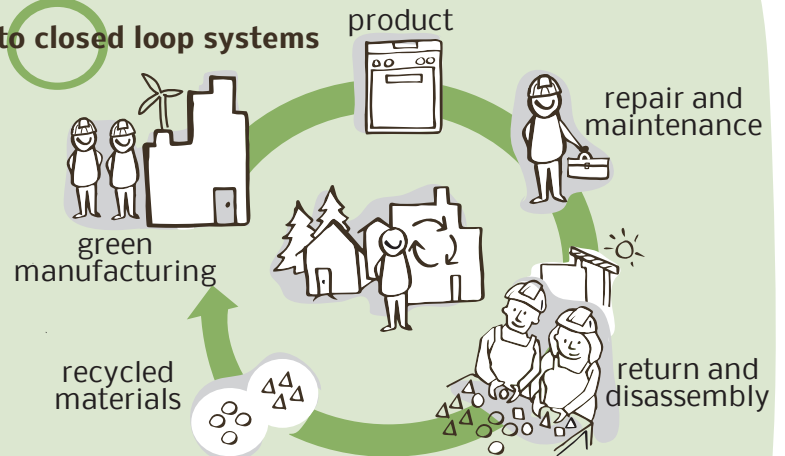 to closed loop systems
product
repair and
maintenance
green
manufacturing
recycled
materials
return and
disassembly